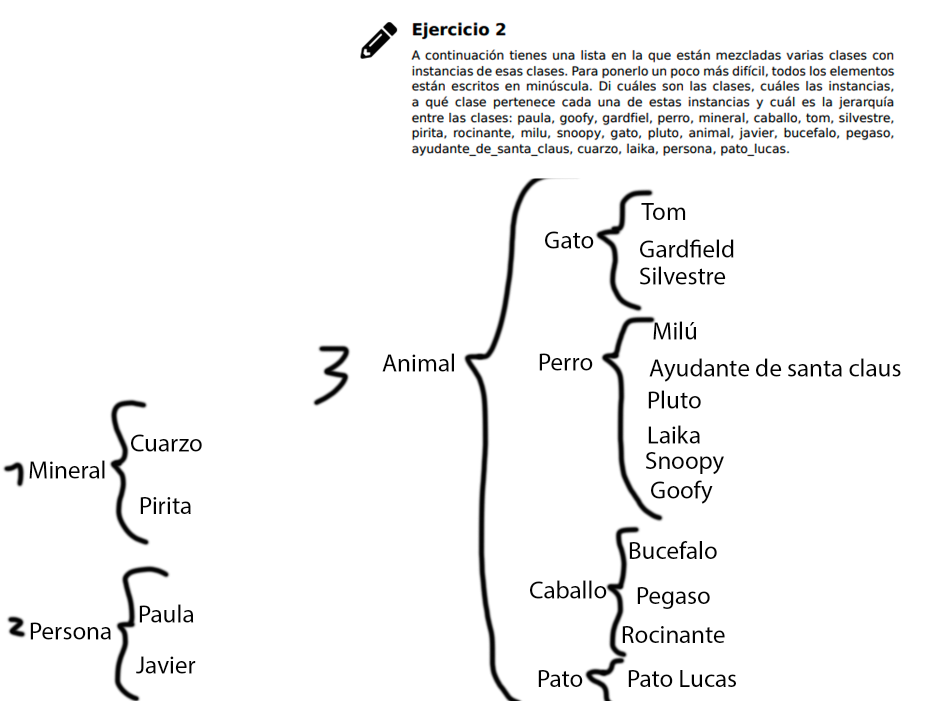 Ejercicio 2
A continuación tienes una lista en la que están mezcladas varias clases con
instancias de esas clases. Para ponerlo un poco más difícil, todos los elementos
están escritos en minúscula. Di cuáles son las clases, cuáles las instancias,
a qué clase pertenece cada una de estas instancias y cuál es la jerarquía
entre las clases: paula, goofy, gardfiel, perro, mineral, caballo, tom, silvestre,
pirita, rocinante, milu, snoopy, gato, pluto, animal, javier, bucefalo, pegaso,
ayudante_de_santa_claus, cuarzo, laika, persona, pato_lucas.
1 Mineral
Cuarzo
Pirita
2 Persona
Paula
Javier
3 Animal
Gato
Tom
Gardfield
Silvestre
Perro
Milú
Ayudante de santa claus
Pluto
Laika
Snoopy
Goofy
Caballo
Bucefalo
Pegaso
Rocinante
Pato
Pato Lucas